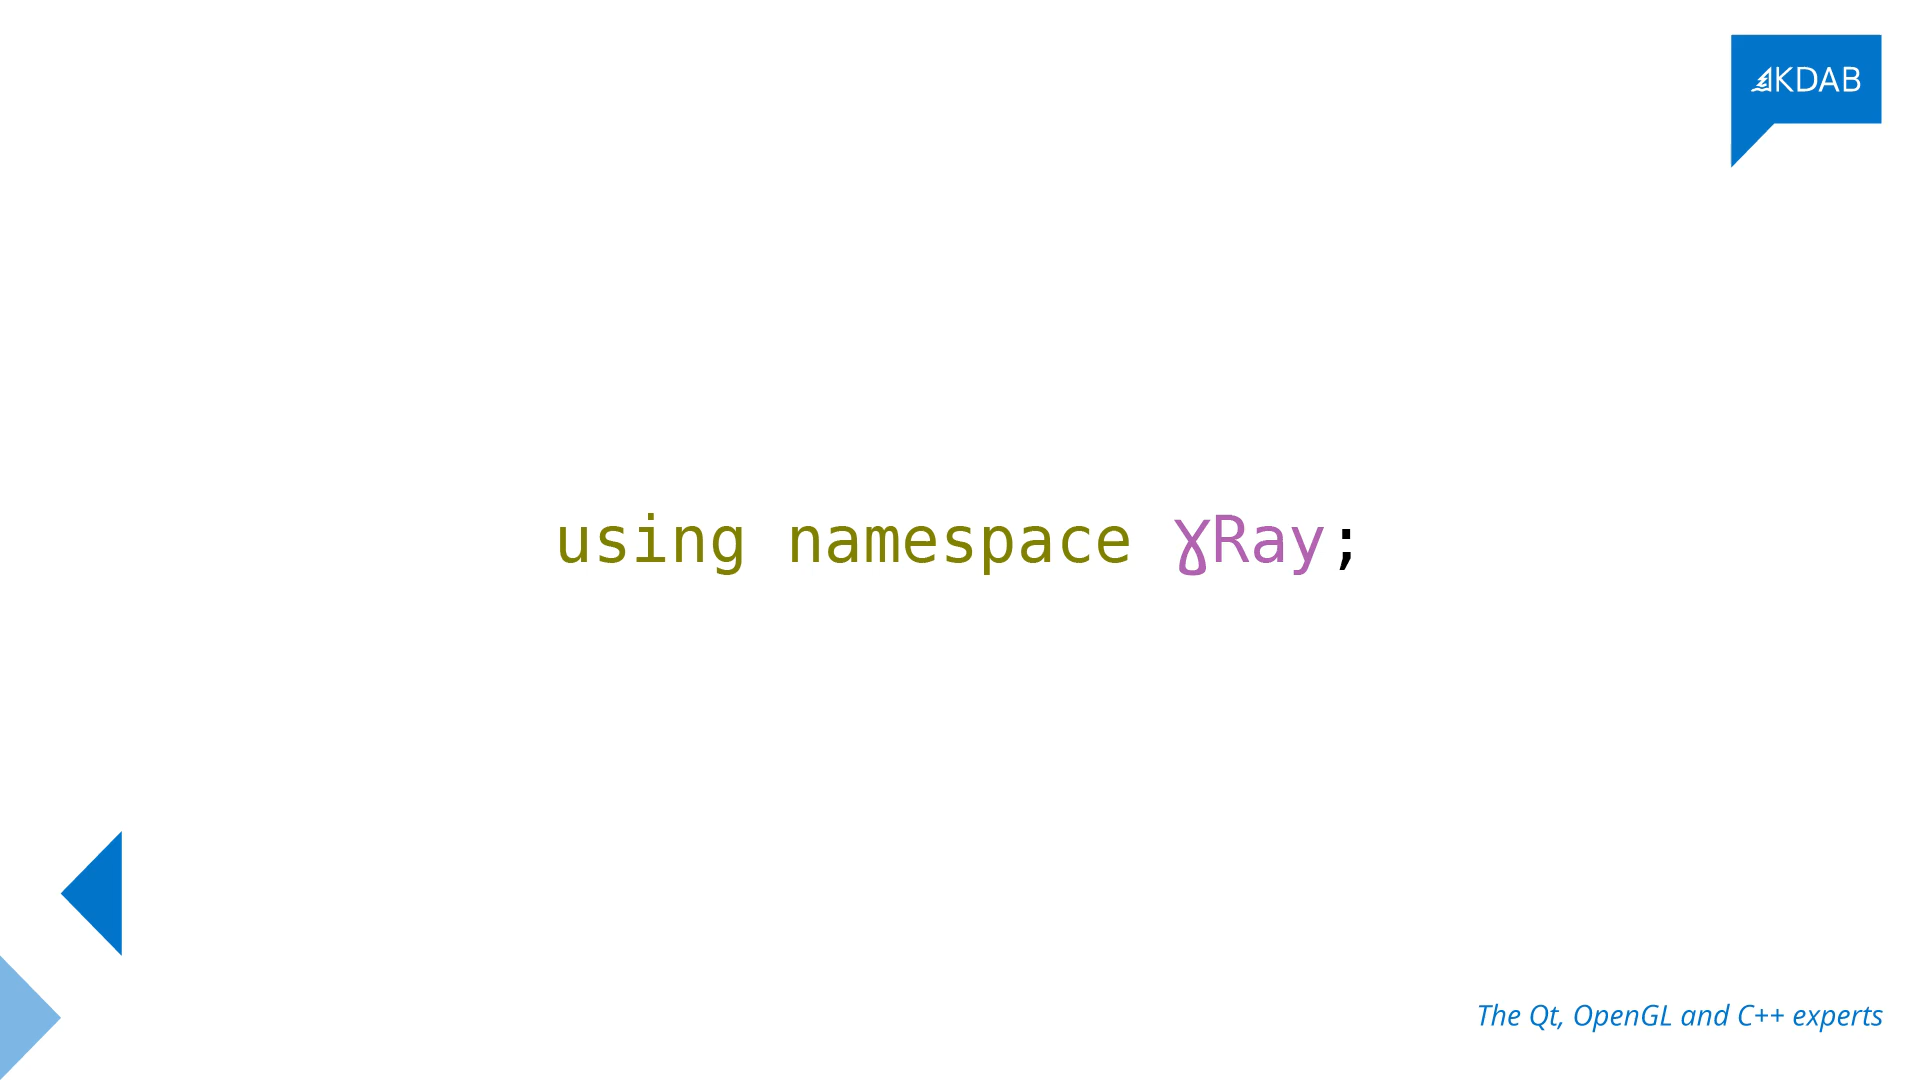 KDAB
using namespace ɣRay;
The Qt, OpenGL and C++ experts